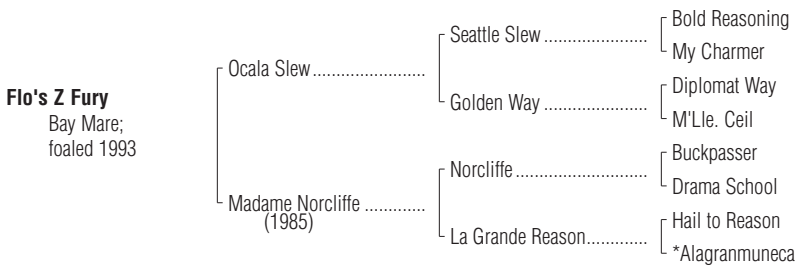 Flo's Z Fury
Bay Mare;
foaled 1993
Ocala Slew........................
Madame Norcliffe .............
(1985)
Seattle Slew ......................
Golden Way ......................
Norcliffe............................
La Grande Reason.............
Bold Reasoning
My Charmer
Diplomat Way
M'Lle. Ceil
Buckpasser
Drama School
Hail to Reason
*Alagranmuneca